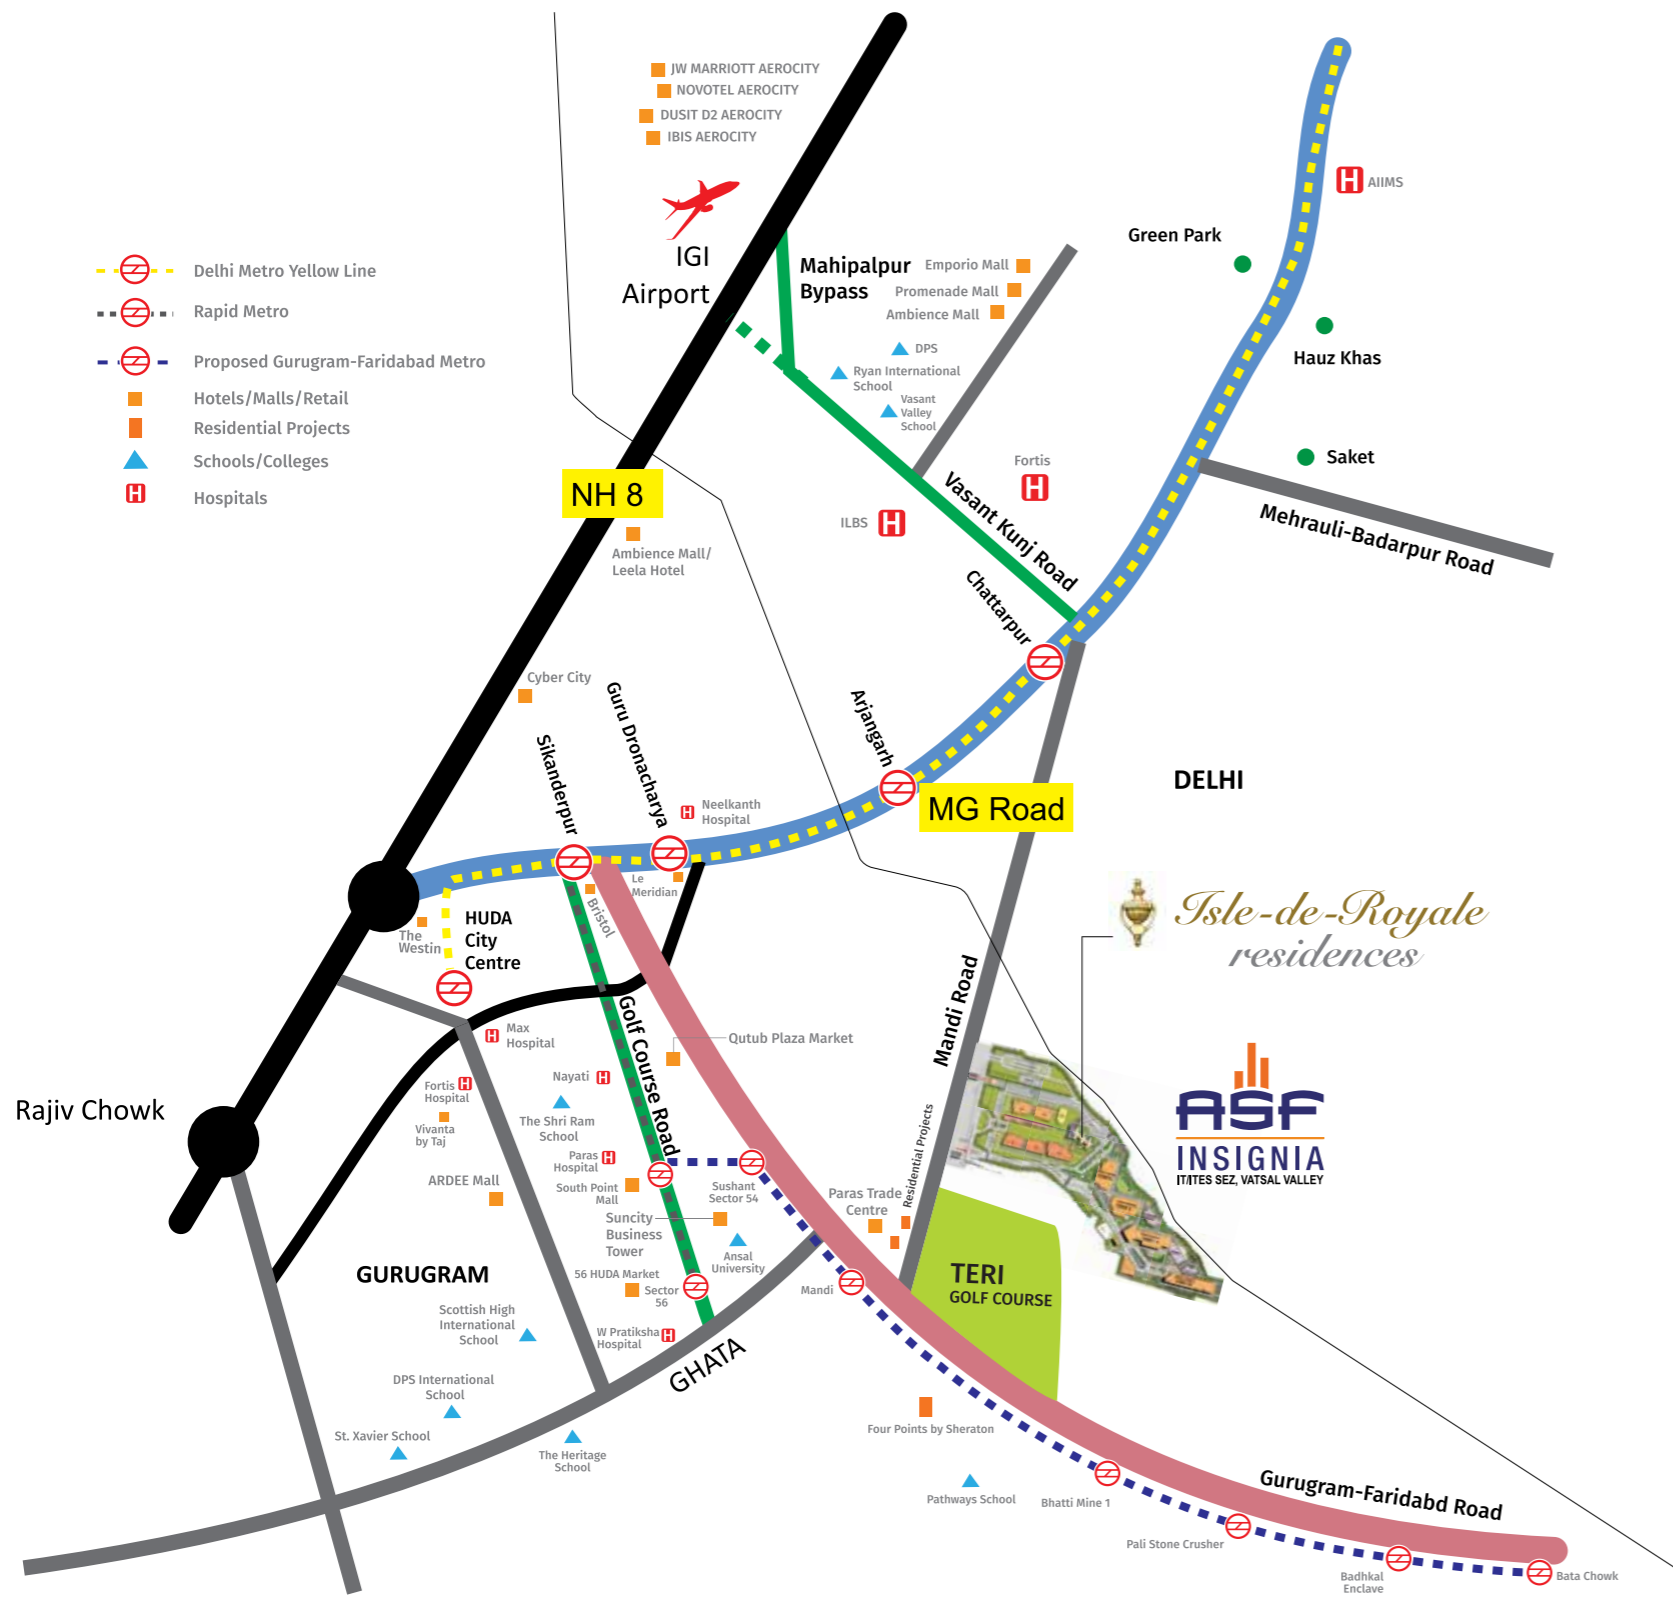 JW MARRIOTT AEROCITY
NOVOTEL AEROCITY
DUSIT D2 AEROCITY
IBIS AEROCITY
IGI
Airport
Mahipalpur
Bypass
Emporio Mall
Promenade Mall
Ambience Mall
DPS
Ryan International
School
Vasant
Valley
School
H
AIIMS
Green Park
Hauz Khas
Saket
Mehrauli-Badarpur Road
Delhi Metro Yellow Line
Rapid Metro
Proposed Gurugram-Faridabad Metro
Hotels/Malls/Retail
Residential Projects
Schools/Colleges
H
Hospitals
NH 8
Ambience Mall/
Leela Hotel
Fortis
H
ILBS
H
Vasant Kunj Road
Chattarpur
Arjangarh
MG Road
DELHI
Cyber City
Sikanderpur
Guru Dronacharya
H
Neelkanth
Hospital
Le
Meridian
Bristol
The
Westin
HUDA
City
Centre
Isle-de-Royale
residences
Mandi Road
H
Max
Hospital
Golf Course Road
Qutub Plaza Market
Rajiv Chowk
Fortis
Hospital
H
Vivanta
by Taj
Nayati
H
The Shri Ram
School
Paras
Hospital
H
South Point
Mall
ARDEE Mall
Sushant
Sector 54
Suncity
Business
Tower
Ansal
University
Paras Trade
Centre
Residential Projects
ASF
INSIGNIA
IT/ITES SEZ, VATSAL VALLEY
GURUGRAM
56 HUDA Market
Sector
56
W Pratiksha
Hospital
H
GHATA
Mandi
TERI
GOLF COURSE
Scottish High
International
School
DPS International
School
St. Xavier School
The Heritage
School
Four Points by Sheraton
Pathways School
Bhatti Mine 1
Gurugram-Faridabd Road
Pali Stone Crusher
Badhkal
Enclave
Bata Chowk